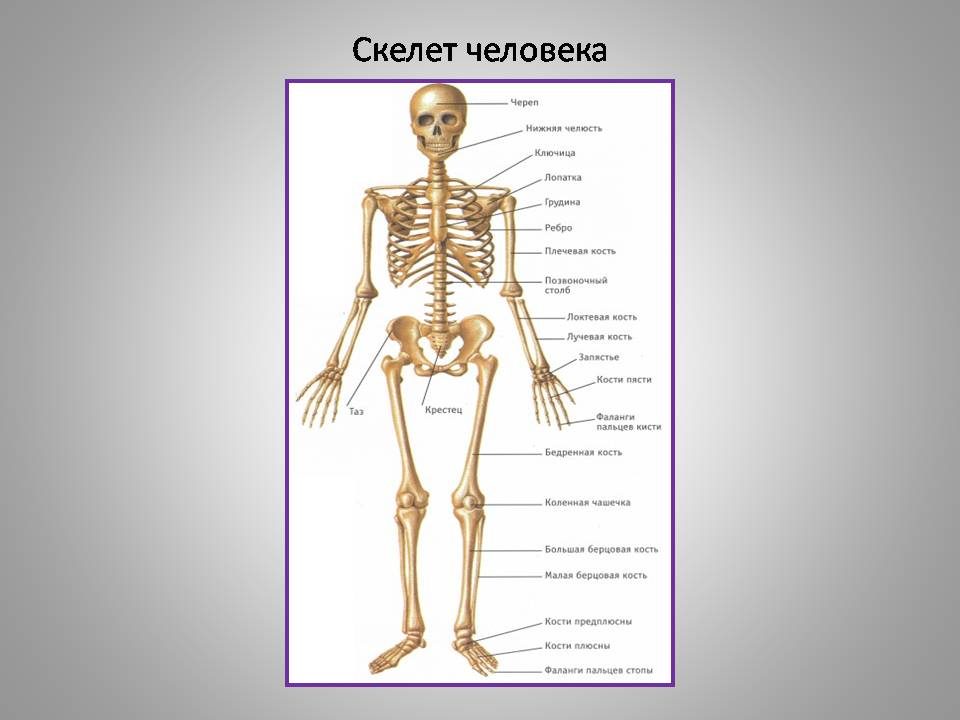 Скелет человека
Череп
Нижняя челюсть
Ключица
Лопатка
Грудина
Ребро
Плечевая кость
Позвоночный
столб
Локтевая кость
Лучевая кость
Запястье
Кости пясти
Таз
Крестец
Фаланги
пальцев кисти
Бедренная кость
Коленная чашечка
Большая берцовая кость
Малая берцовая кость
Кости предплюсны
Кости плюсны
Фаланги пальцев стопы